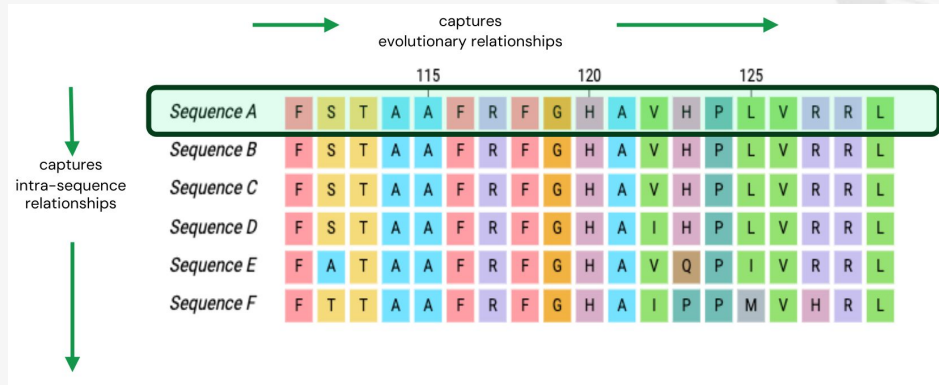 captures
evolutionary relationships
115 120 125
Sequence A F S T A A F R F G H A V H P L V R R L
Sequence B F S T A A F R F G H A V H P L V R R L
captures
intra-sequence
relationships
Sequence C F S T A A F R F G H A V H P L V R R L
Sequence D F S T A A F R F G H A I H P L V R R L
Sequence E F A T A A F R F G H A V Q P I V R R L
Sequence F F T T A A F R F G H A I P P M V H R L